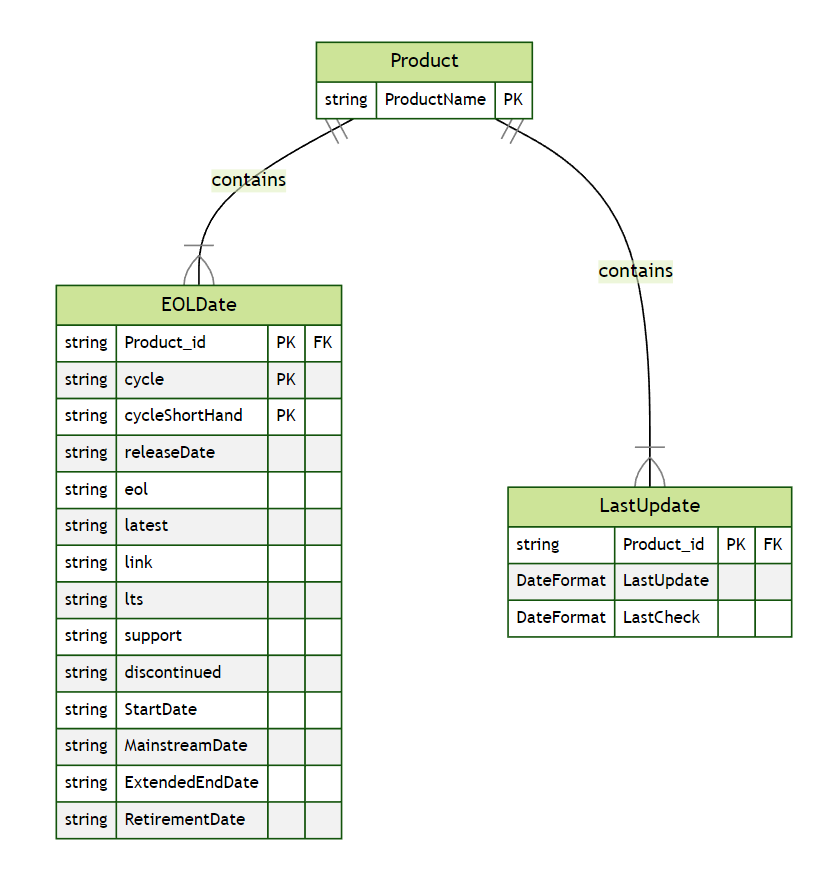 Product
string ProductName PK
contains
contains
EOLDate
string Product_id PK FK
string cycle PK
string cycleShortHand PK
string releaseDate
string eol
string latest
string link
string lts
string support
string discontinued
string StartDate
string MainstreamDate
string ExtendedEndDate
string RetirementDate
LastUpdate
string Product_id PK FK
DateFormat LastUpdate
DateFormat LastCheck